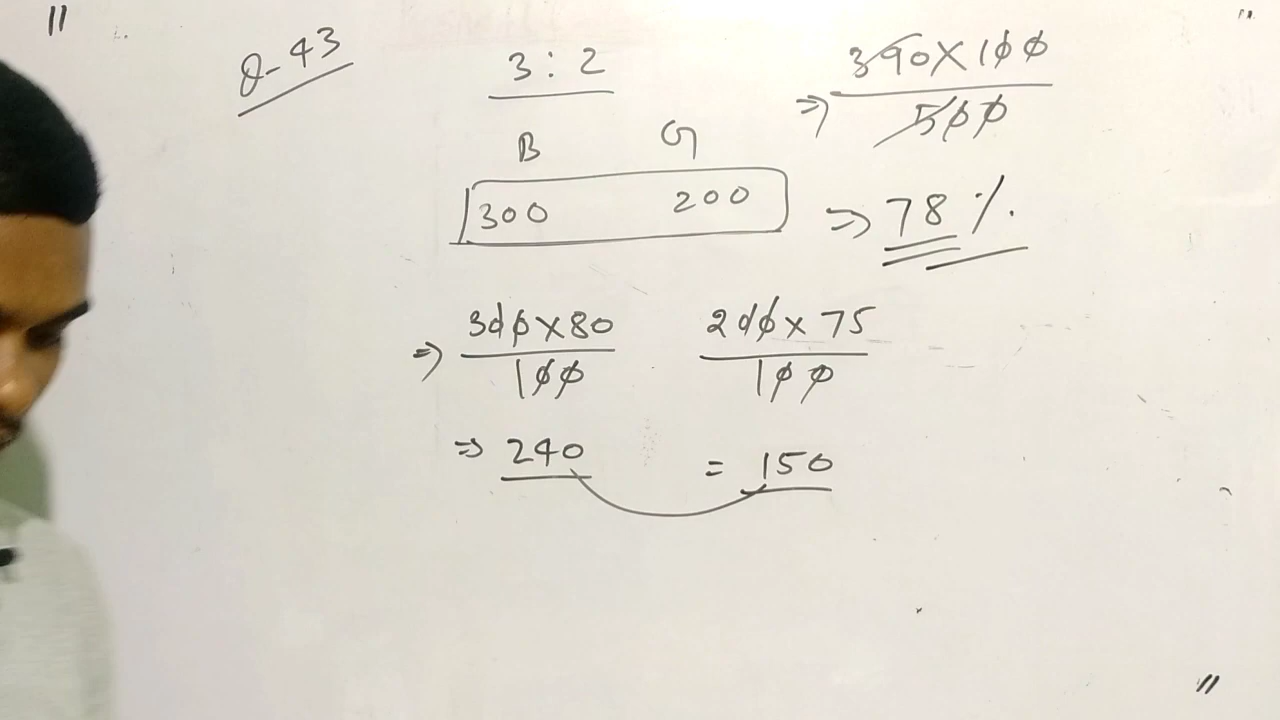 Q-43
3 : 2
B G
300 200
⇒ 300×80/100 200×75/100
⇒ 240 = 150
⇒ 390×100/500
⇒ 78 %.